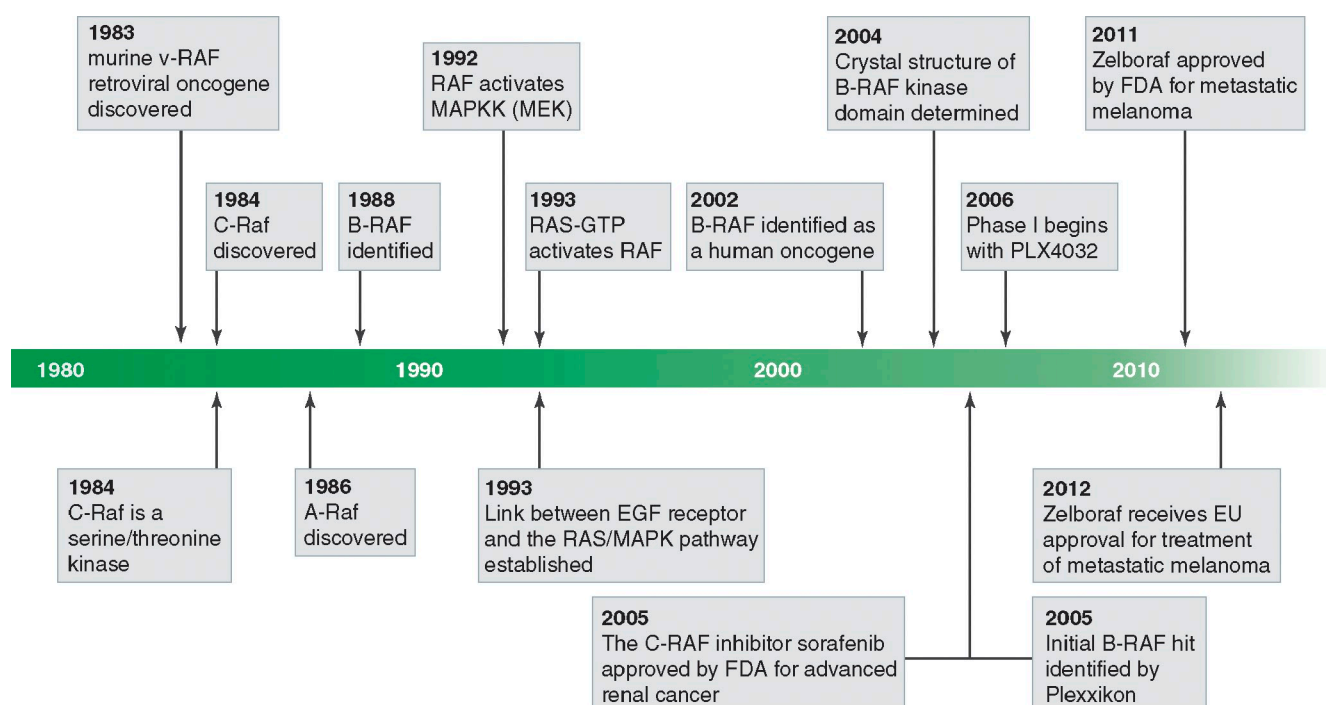 1983
murine v-RAF
retroviral oncogene
discovered
1992
RAF activates
MAPKK (MEK)
2004
Crystal structure of
B-RAF kinase
domain determined
2011
Zelboraf approved
by FDA for metastatic
melanoma
1984
C-Raf
discovered
1988
B-RAF
identified
1993
RAS-GTP
activates RAF
2002
B-RAF identified as
a human oncogene
2006
Phase I begins
with PLX4032
1980 1990 2000 2010
1984
C-Raf is a
serine/threonine
kinase
1986
A-Raf
discovered
1993
Link between EGF receptor
and the RAS/MAPK pathway
established
2012
Zelboraf receives EU
approval for treatment
of metastatic melanoma
2005
The C-RAF inhibitor sorafenib
approved by FDA for advanced
renal cancer
2005
Initial B-RAF hit
identified by
Plexxikon